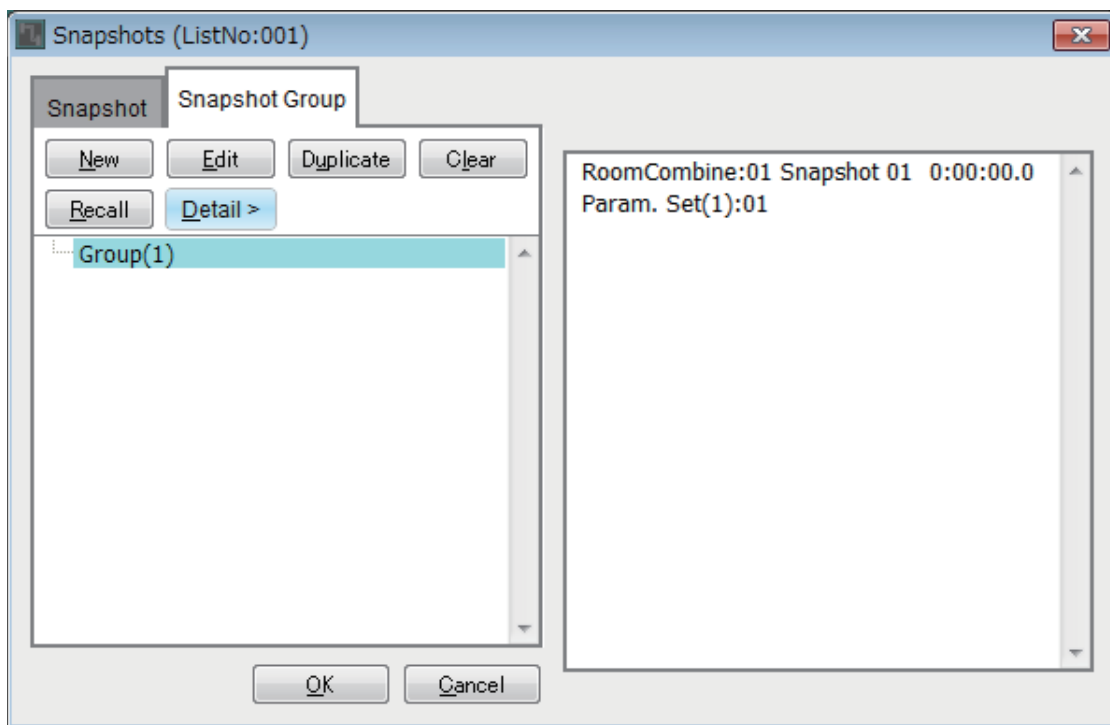 Snapshots (ListNo:001)
Snapshot
Snapshot Group
New
Edit
Duplicate
Clear
Recall
Detail >
Group(1)
RoomCombine:01 Snapshot 01 0:00:00.0
Param. Set(1):01
OK
Cancel